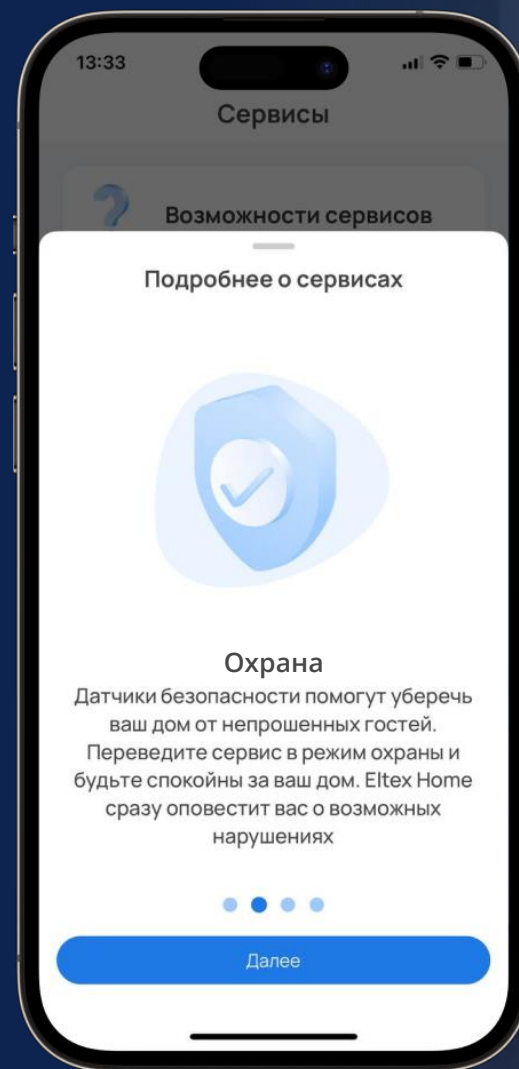 13:33
Сервисы
Возможности сервисов
Подробнее о сервисах
Охрана
Датчики безопасности помогут уберечь
ваш дом от непрошенных гостей.
Переведите сервис в режим охраны и
будьте спокойны за ваш дом. Eltex Home
сразу оповестит вас о возможных
нарушениях
Далее